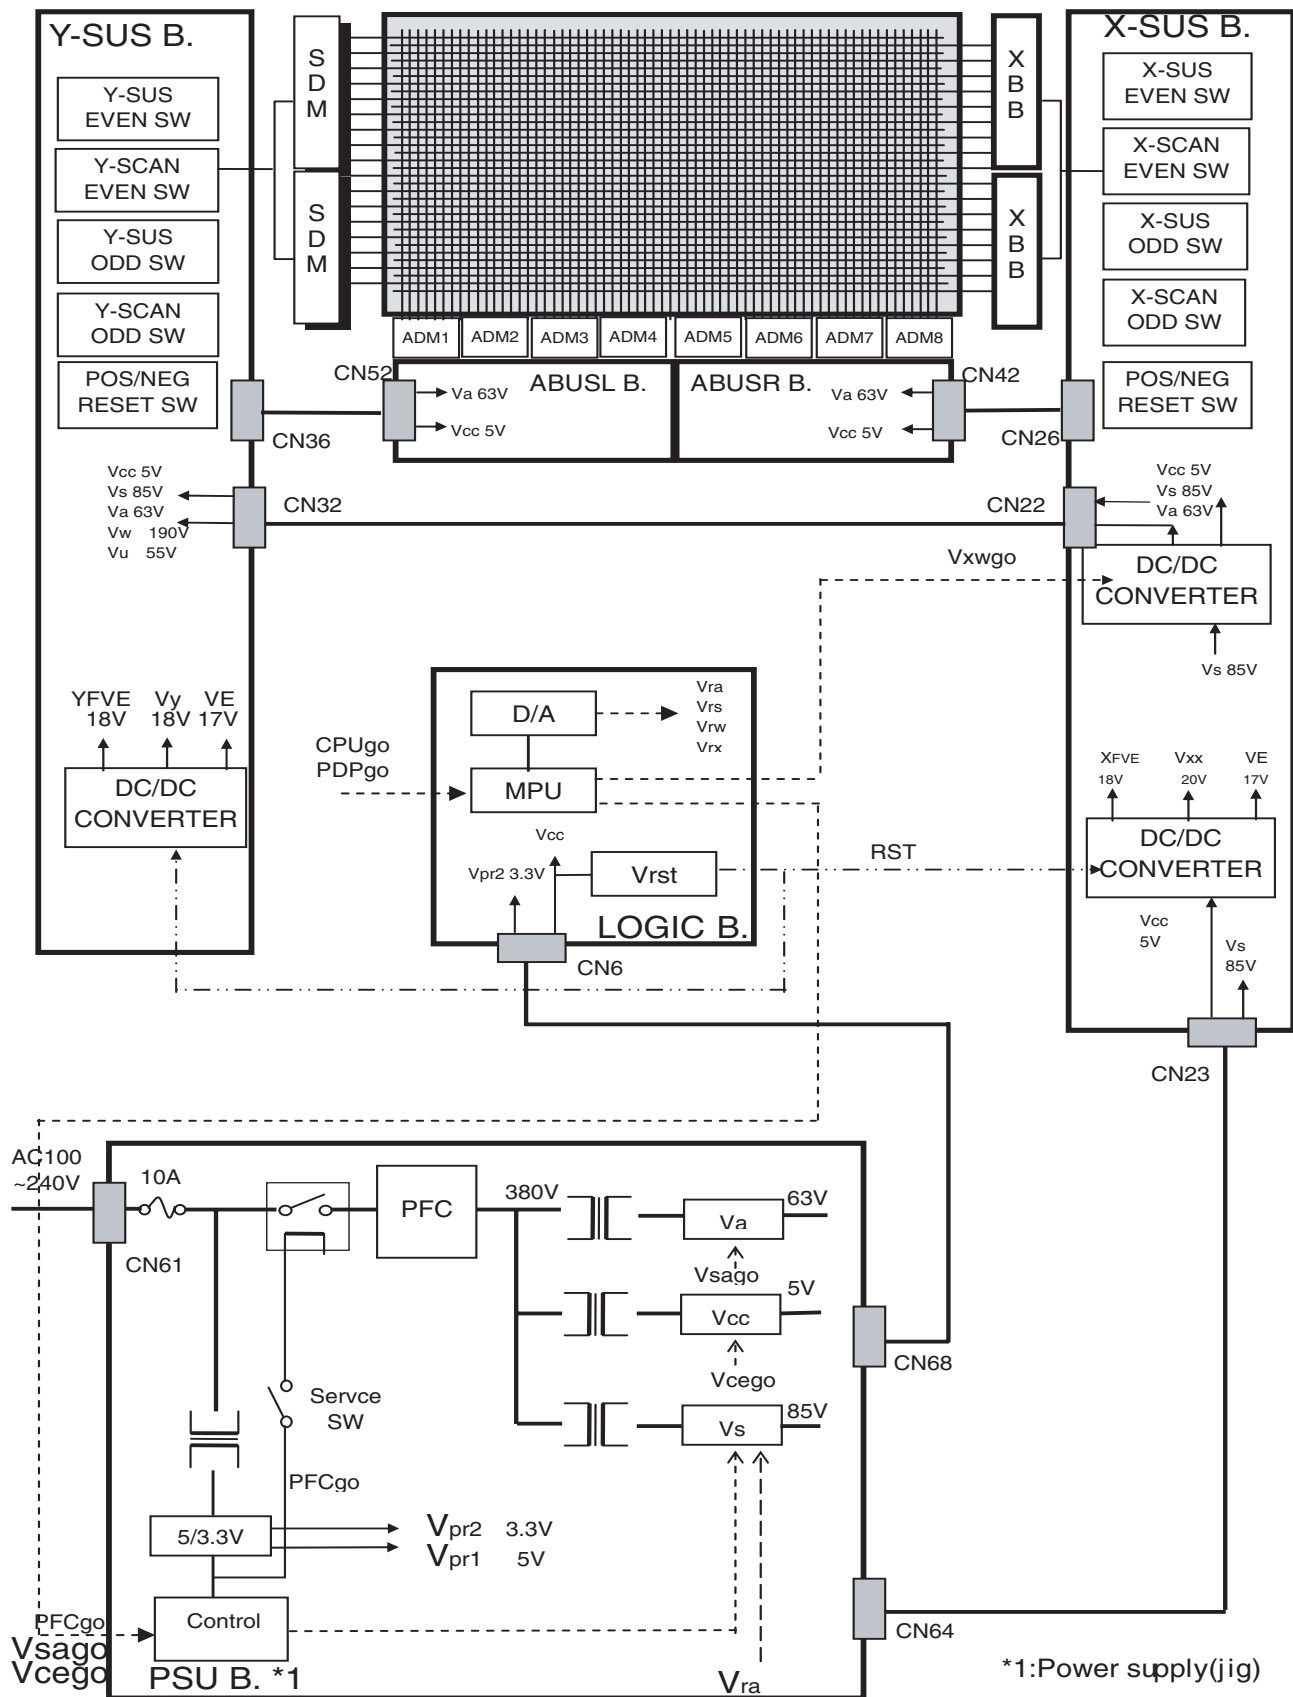 Y-SUS B.
Y-SUS
EVEN SW
Y-SCAN
EVEN SW
Y-SUS
ODD SW
Y-SCAN
ODD SW
POS/NEG
RESET SW
S
D
M
S
D
M
X
B
B
X
B
B
X-SUS B.
X-SUS
EVEN SW
X-SCAN
EVEN SW
X-SUS
ODD SW
X-SCAN
ODD SW
POS/NEG
RESET SW
ADM1
ADM2
ADM3
ADM4
ADM5
ADM6
ADM7
ADM8
CN52
ABUSL B.
ABUSR B.
CN42
Va 63V
Vcc 5V
Va 63V
Vcc 5V
CN36
CN26
Vcc 5V
Vs 85V
Va 63V
Vw 190V
Vu 55V
CN32
CN22
Vcc 5V
Vs 85V
Va 63V
Vxwgo
DC/DC
CONVERTER
Vs 85V
YFVE
18V
Vy
18V
VE
17V
DC/DC
CONVERTER
CPUgo
PDPgo
D/A
MPU
Vra
Vrs
Vrw
Vrx
Vcc
Vpr2 3.3V
Vrst
LOGIC B.
CN6
RST
XFVE
18V
Vxx
20V
VE
17V
DC/DC
CONVERTER
Vcc
5V
Vs
85V
CN23
AC100
~240V
10A
CN61
PFC
380V
Va
63V
Vsago
Vcc
5V
Vcego
Vs
85V
CN68
Servce
SW
PFCgo
5/3.3V
Vpr2 3.3V
Vpr1 5V
Control
PFCgo
Vsago
Vcego
PSU B. *1
Vra
CN64
*1:Power supply(jig)